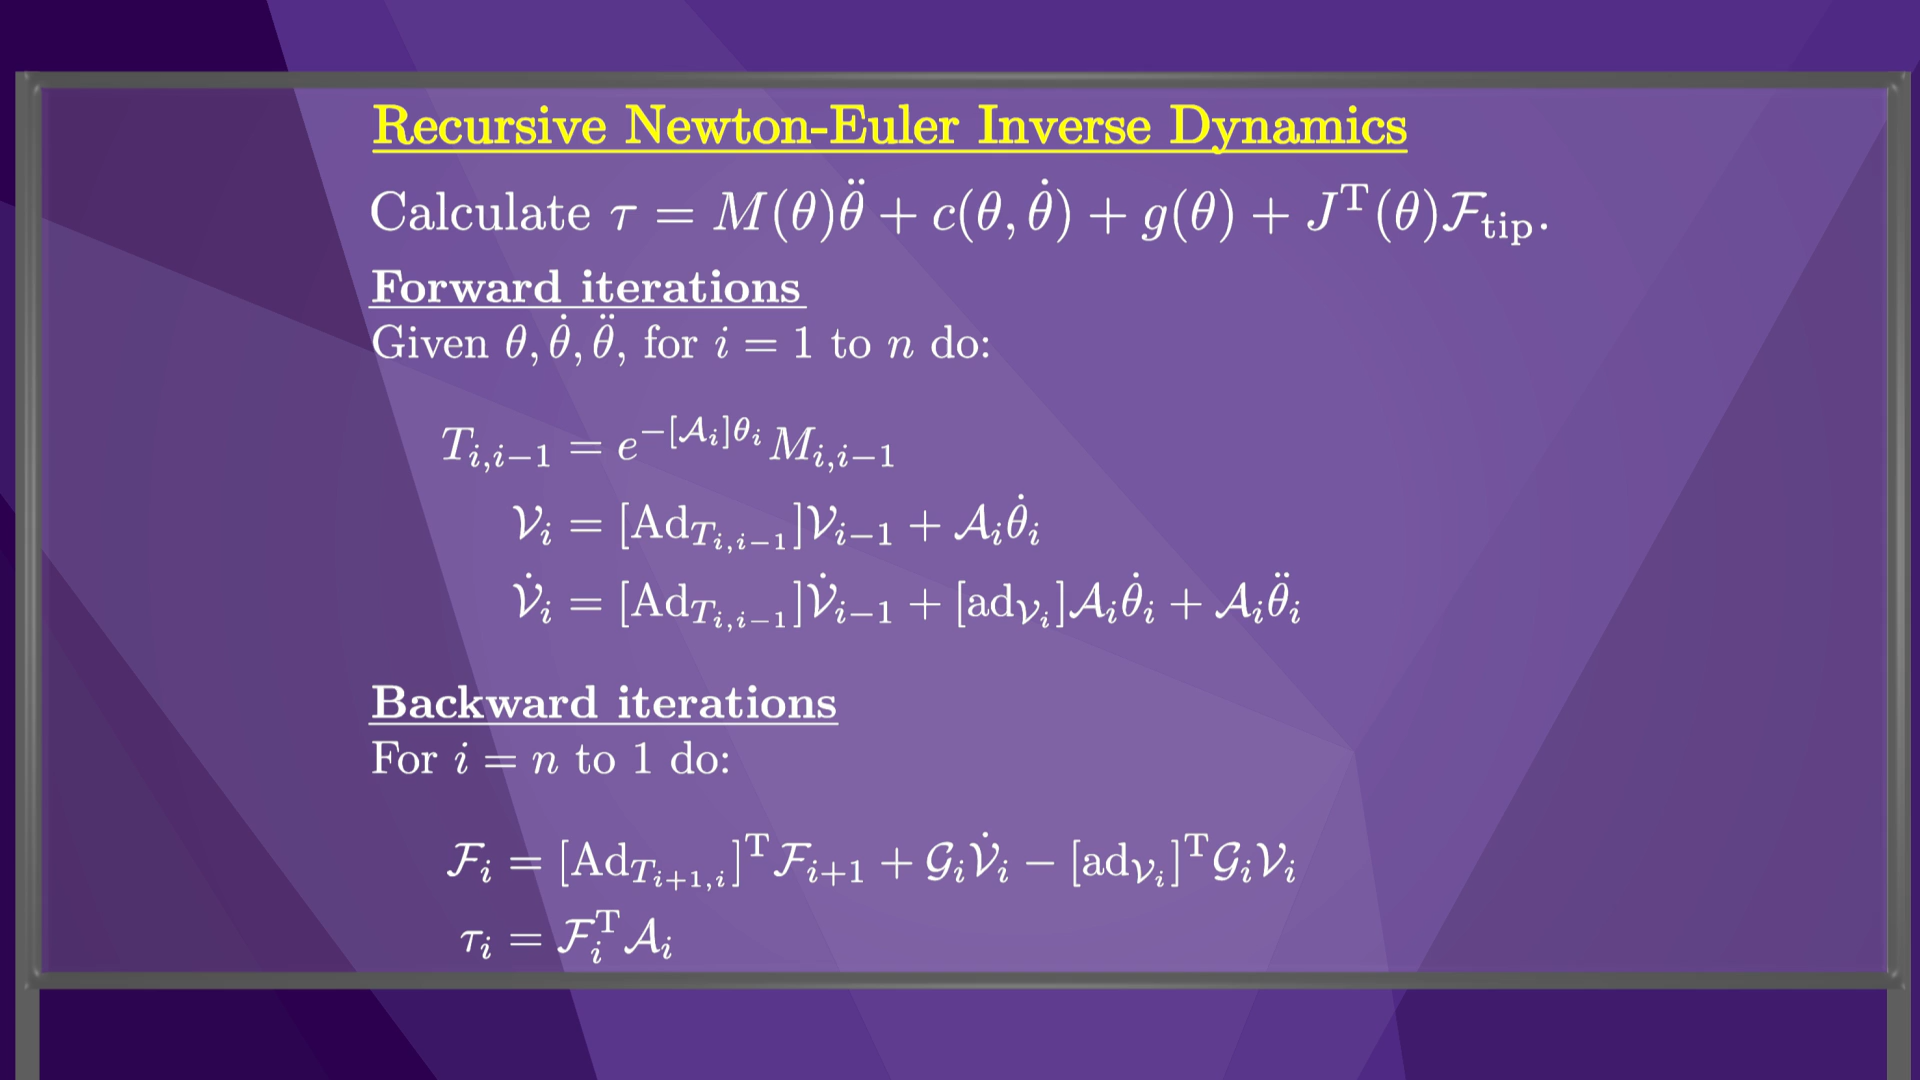 Recursive Newton-Euler Inverse Dynamics
Calculate τ = M(θ)θ̈ + c(θ, θ̇) + g(θ) + Jᵀ(θ)ℱ_tip.
Forward iterations
Given θ, θ̇, θ̈, for i = 1 to n do:
T_{i,i−1} = e^{−[𝒜_i]θ_i} M_{i,i−1}
𝒱_i = [Ad_{T_{i,i−1}}]𝒱_{i−1} + 𝒜_i θ̇_i
𝒱̇_i = [Ad_{T_{i,i−1}}]𝒱̇_{i−1} + [ad_{𝒱_i}]𝒜_i θ̇_i + 𝒜_i θ̈_i
Backward iterations
For i = n to 1 do:
ℱ_i = [Ad_{T_{i+1,i}}]ᵀ ℱ_{i+1} + 𝒢_i 𝒱̇_i − [ad_{𝒱_i}]ᵀ 𝒢_i 𝒱_i
τ_i = ℱ_iᵀ 𝒜_i